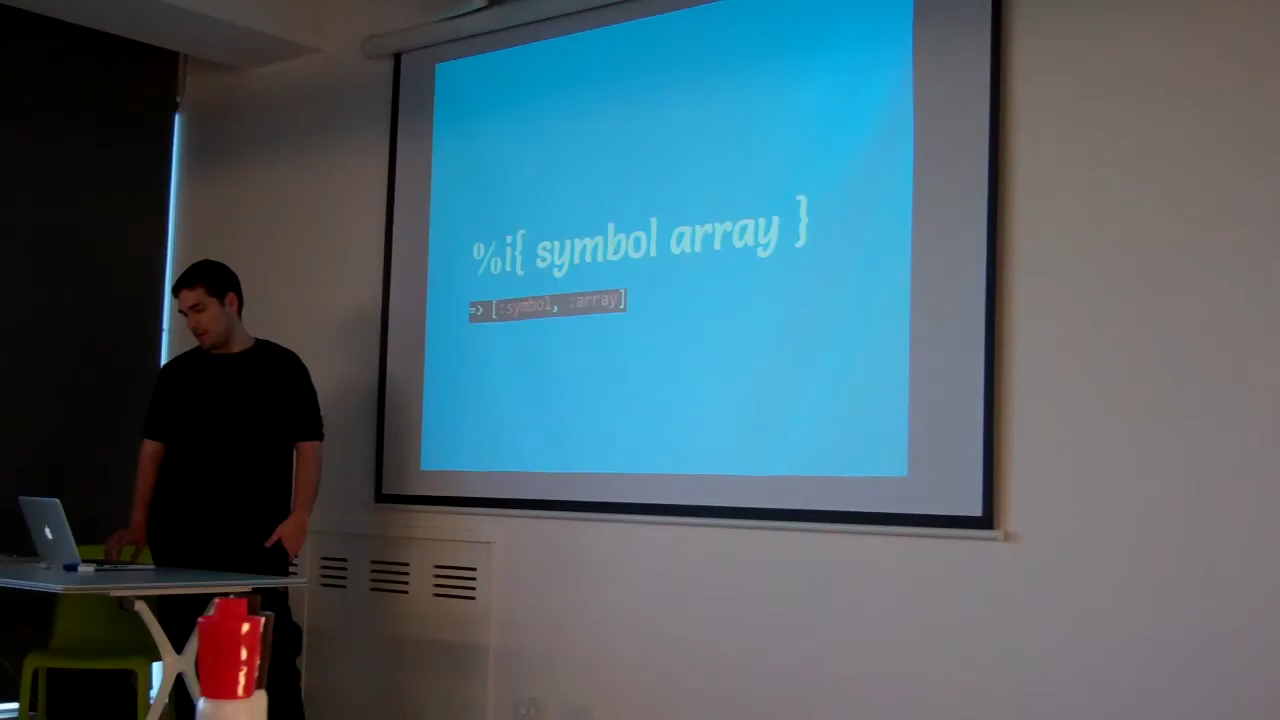 %i{ symbol array }
=> [:symbol, :array]